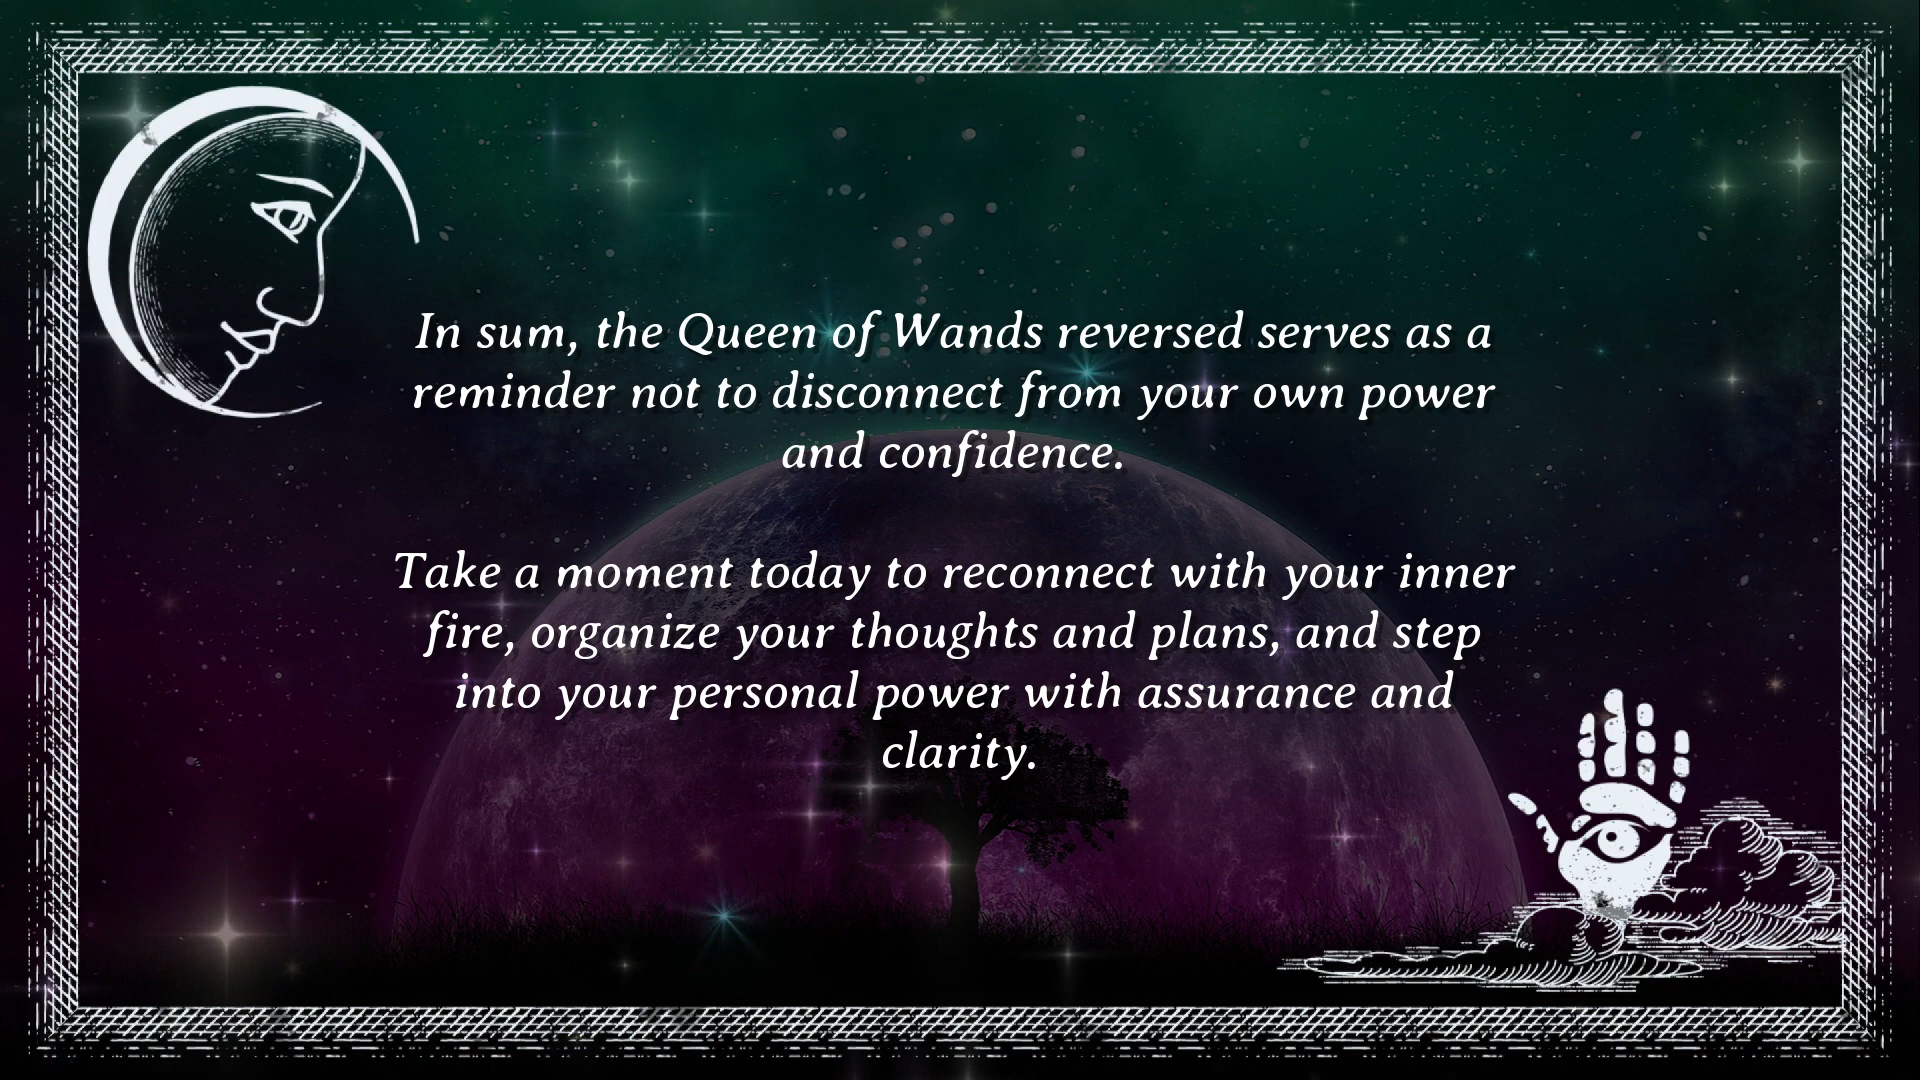 In sum, the Queen of Wands reversed serves as a
reminder not to disconnect from your own power
and confidence.
Take a moment today to reconnect with your inner
fire, organize your thoughts and plans, and step
into your personal power with assurance and
clarity.